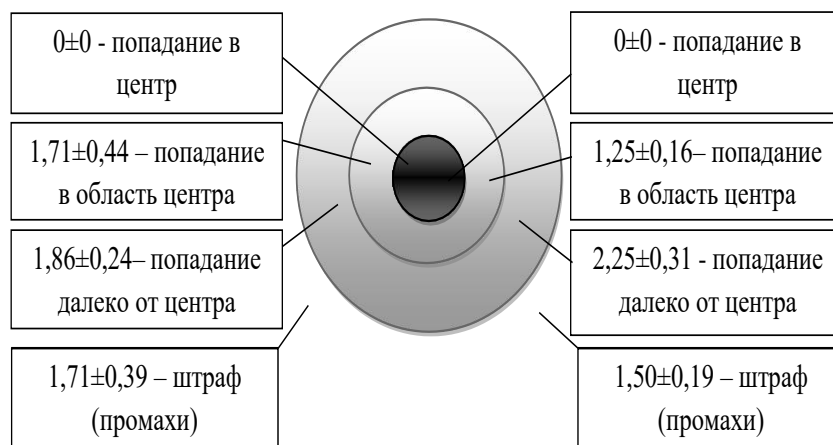 0±0 - попадание в
центр
1,71±0,44 – попадание
в область центра
1,86±0,24– попадание
далеко от центра
1,71±0,39 – штраф
(промахи)
0±0 - попадание в
центр
1,25±0,16– попадание
в область центра
2,25±0,31 - попадание
далеко от центра
1,50±0,19 – штраф
(промахи)